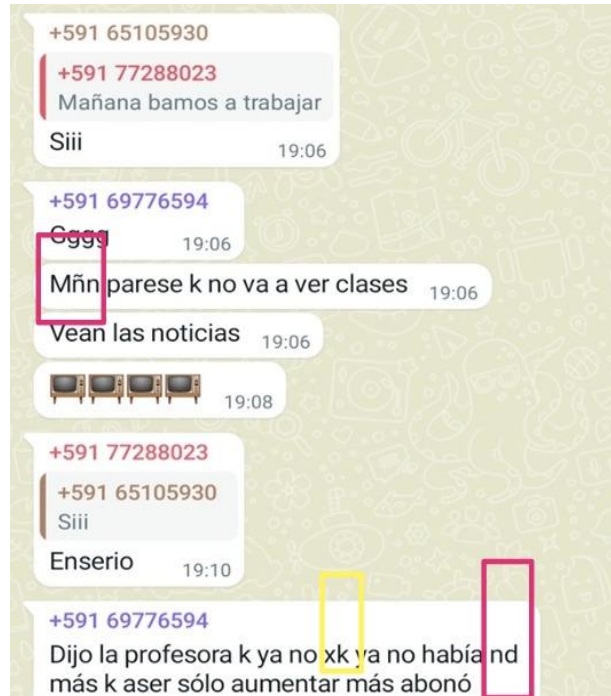 +591 65105930
+591 77288023
Mañana bamos a trabajar
Siii 19:06
+591 69776594
Gggg 19:06
Mñn parese k no va a ver clases 19:06
Vean las noticias 19:06
📺📺📺📺 19:08
+591 77288023
+591 65105930
Siii
Enserio 19:10
+591 69776594
Dijo la profesora k ya no xk ya no había nd
más k aser sólo aumentar más abonó